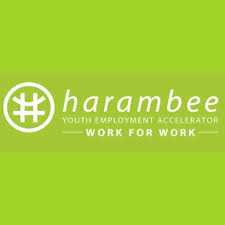 harambee
YOUTH EMPLOYMENT ACCELERATOR
WORK FOR WORK